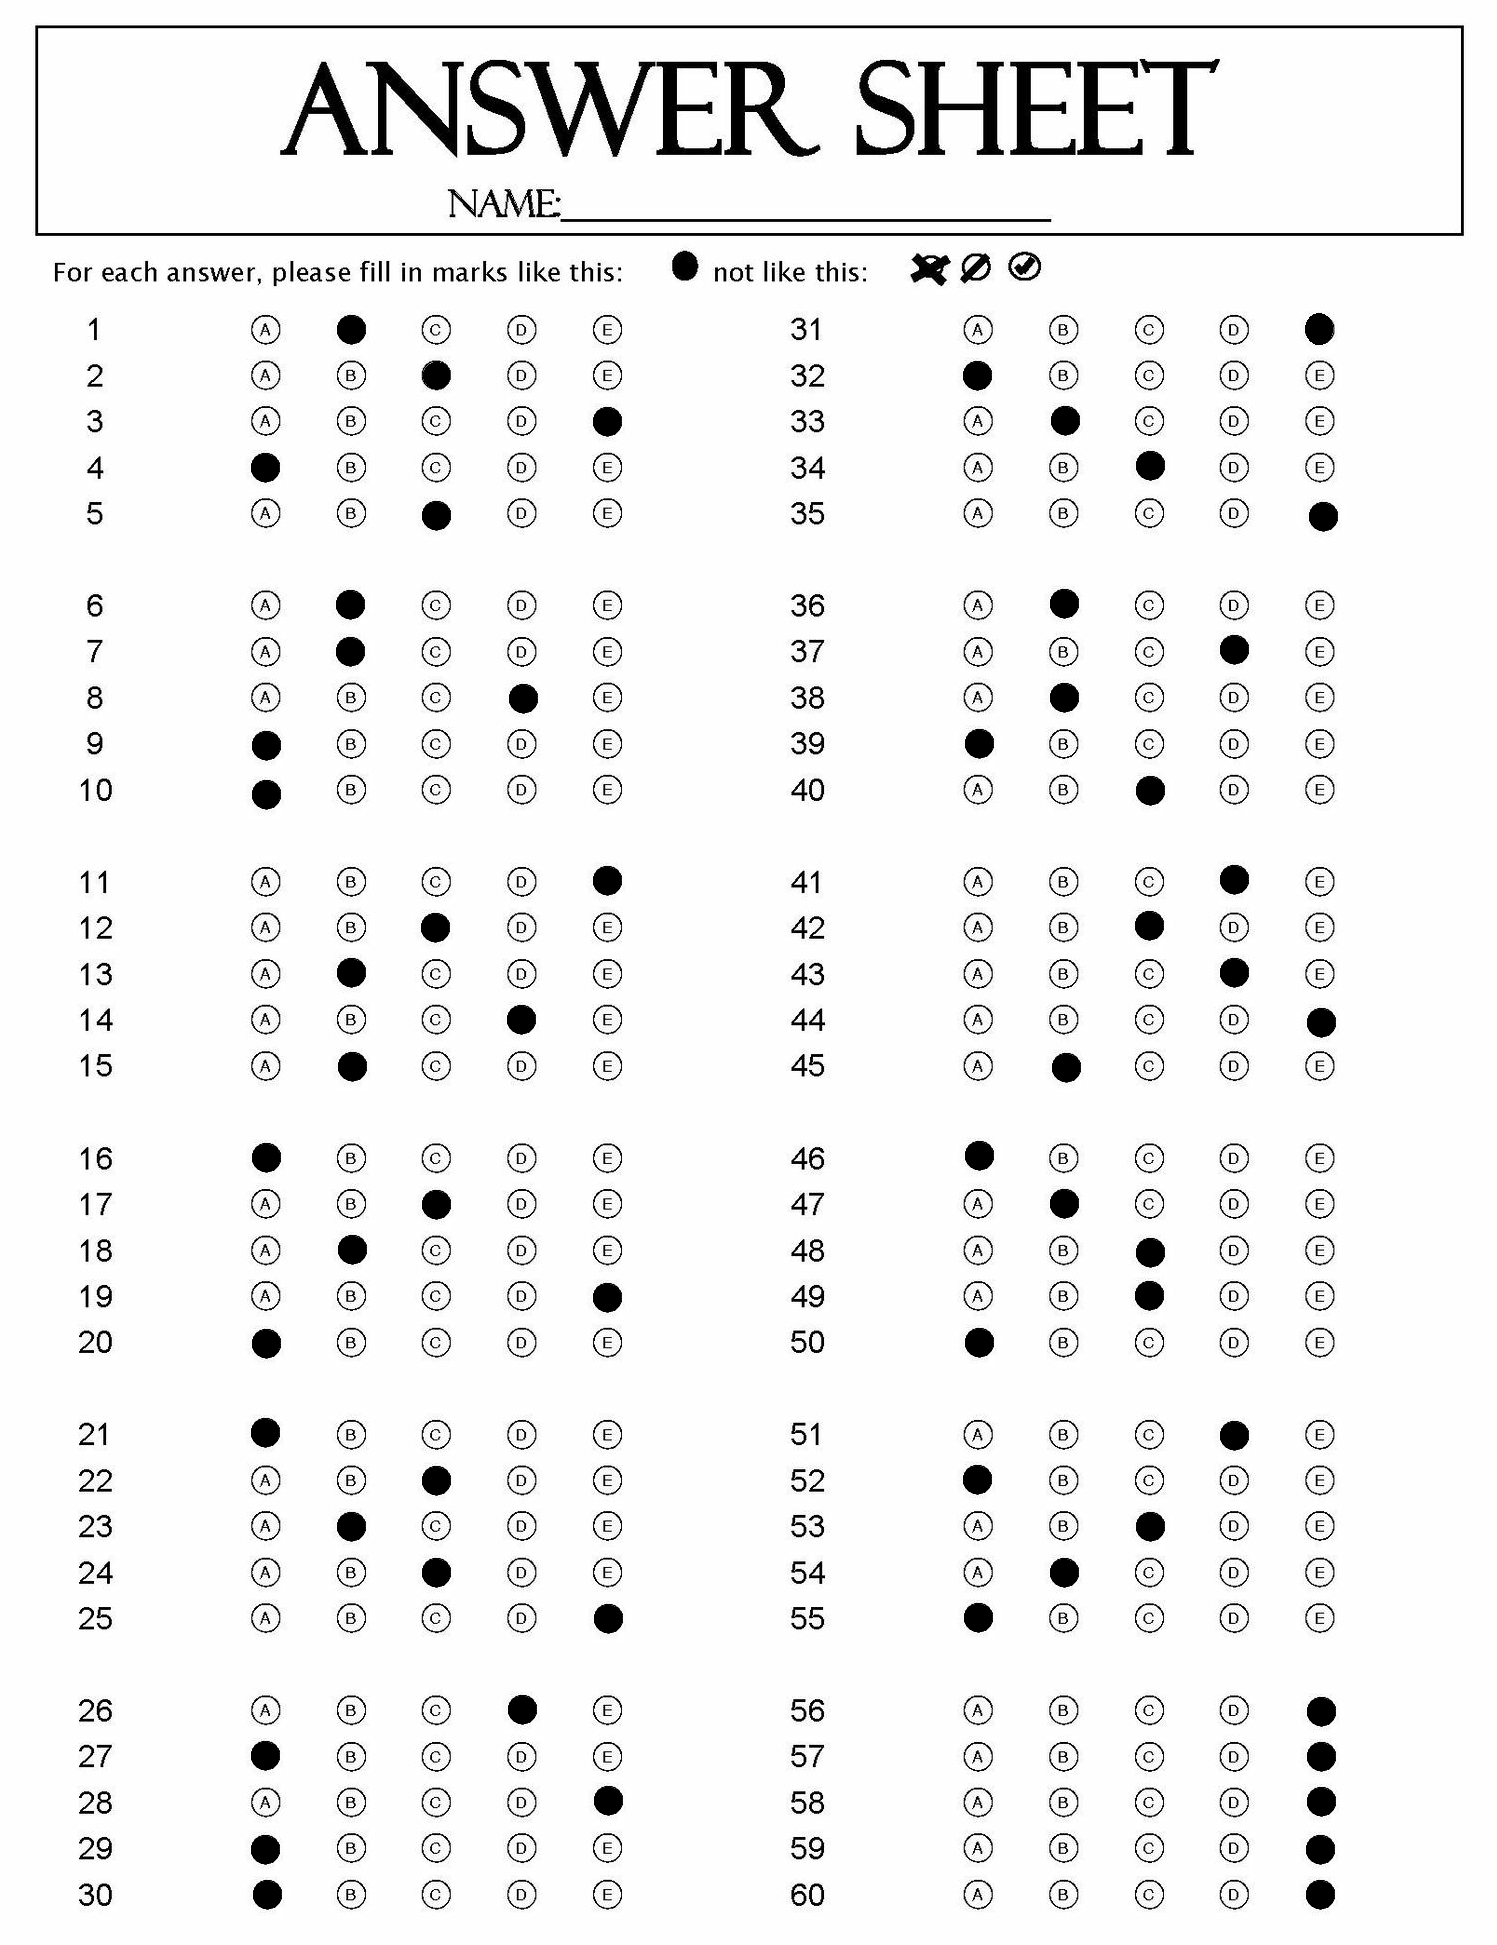 ANSWER SHEET
NAME:
For each answer, please fill in marks like this: not like this:
1 A C D E 31 A B C D
2 A B D E 32 B C D E
3 A B C D 33 A C D E
4 B C D E 34 A B D E
5 A B D E 35 A B C D
6 A C D E 36 A C D E
7 A C D E 37 A B C E
8 A B C E 38 A C D E
9 B C D E 39 B C D E
10 B C D E 40 A B D E
11 A B C D 41 A B C E
12 A B D E 42 A B D E
13 A C D E 43 A B C E
14 A B C E 44 A B C D
15 A C D E 45 A C D E
16 B C D E 46 B C D E
17 A B D E 47 A C D E
18 A C D E 48 A B D E
19 A B C D 49 A B D E
20 B C D E 50 B C D E
21 B C D E 51 A B C E
22 A B D E 52 B C D E
23 A C D E 53 A B D E
24 A B D E 54 A C D E
25 A B C D 55 B C D E
26 A B C E 56 A B C D
27 B C D E 57 A B C D
28 A B C D 58 A B C D
29 B C D E 59 A B C D
30 B C D E 60 A B C D